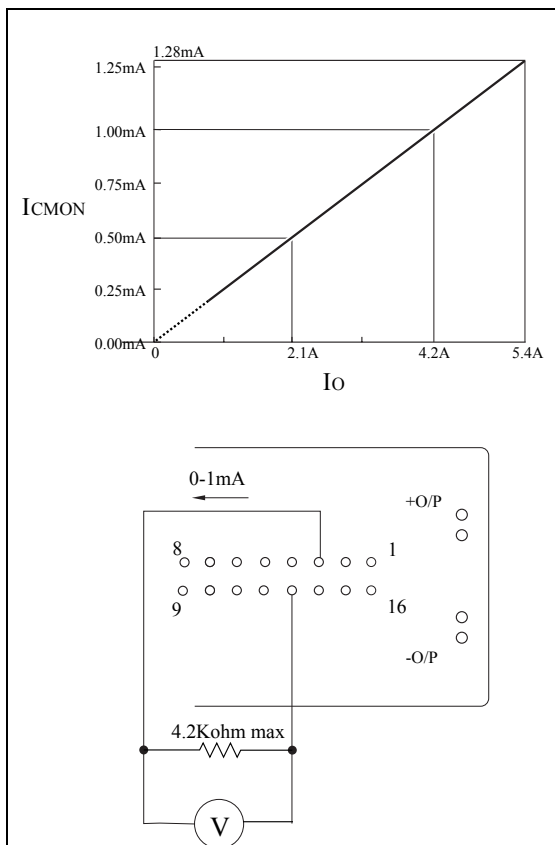 1.28mA
1.25mA
1.00mA
0.75mA
ICMON
0.50mA
0.25mA
0.00mA
0 2.1A 4.2A 5.4A
IO
0-1mA
+O/P
8 1
9 16
-O/P
4.2Kohm max
V